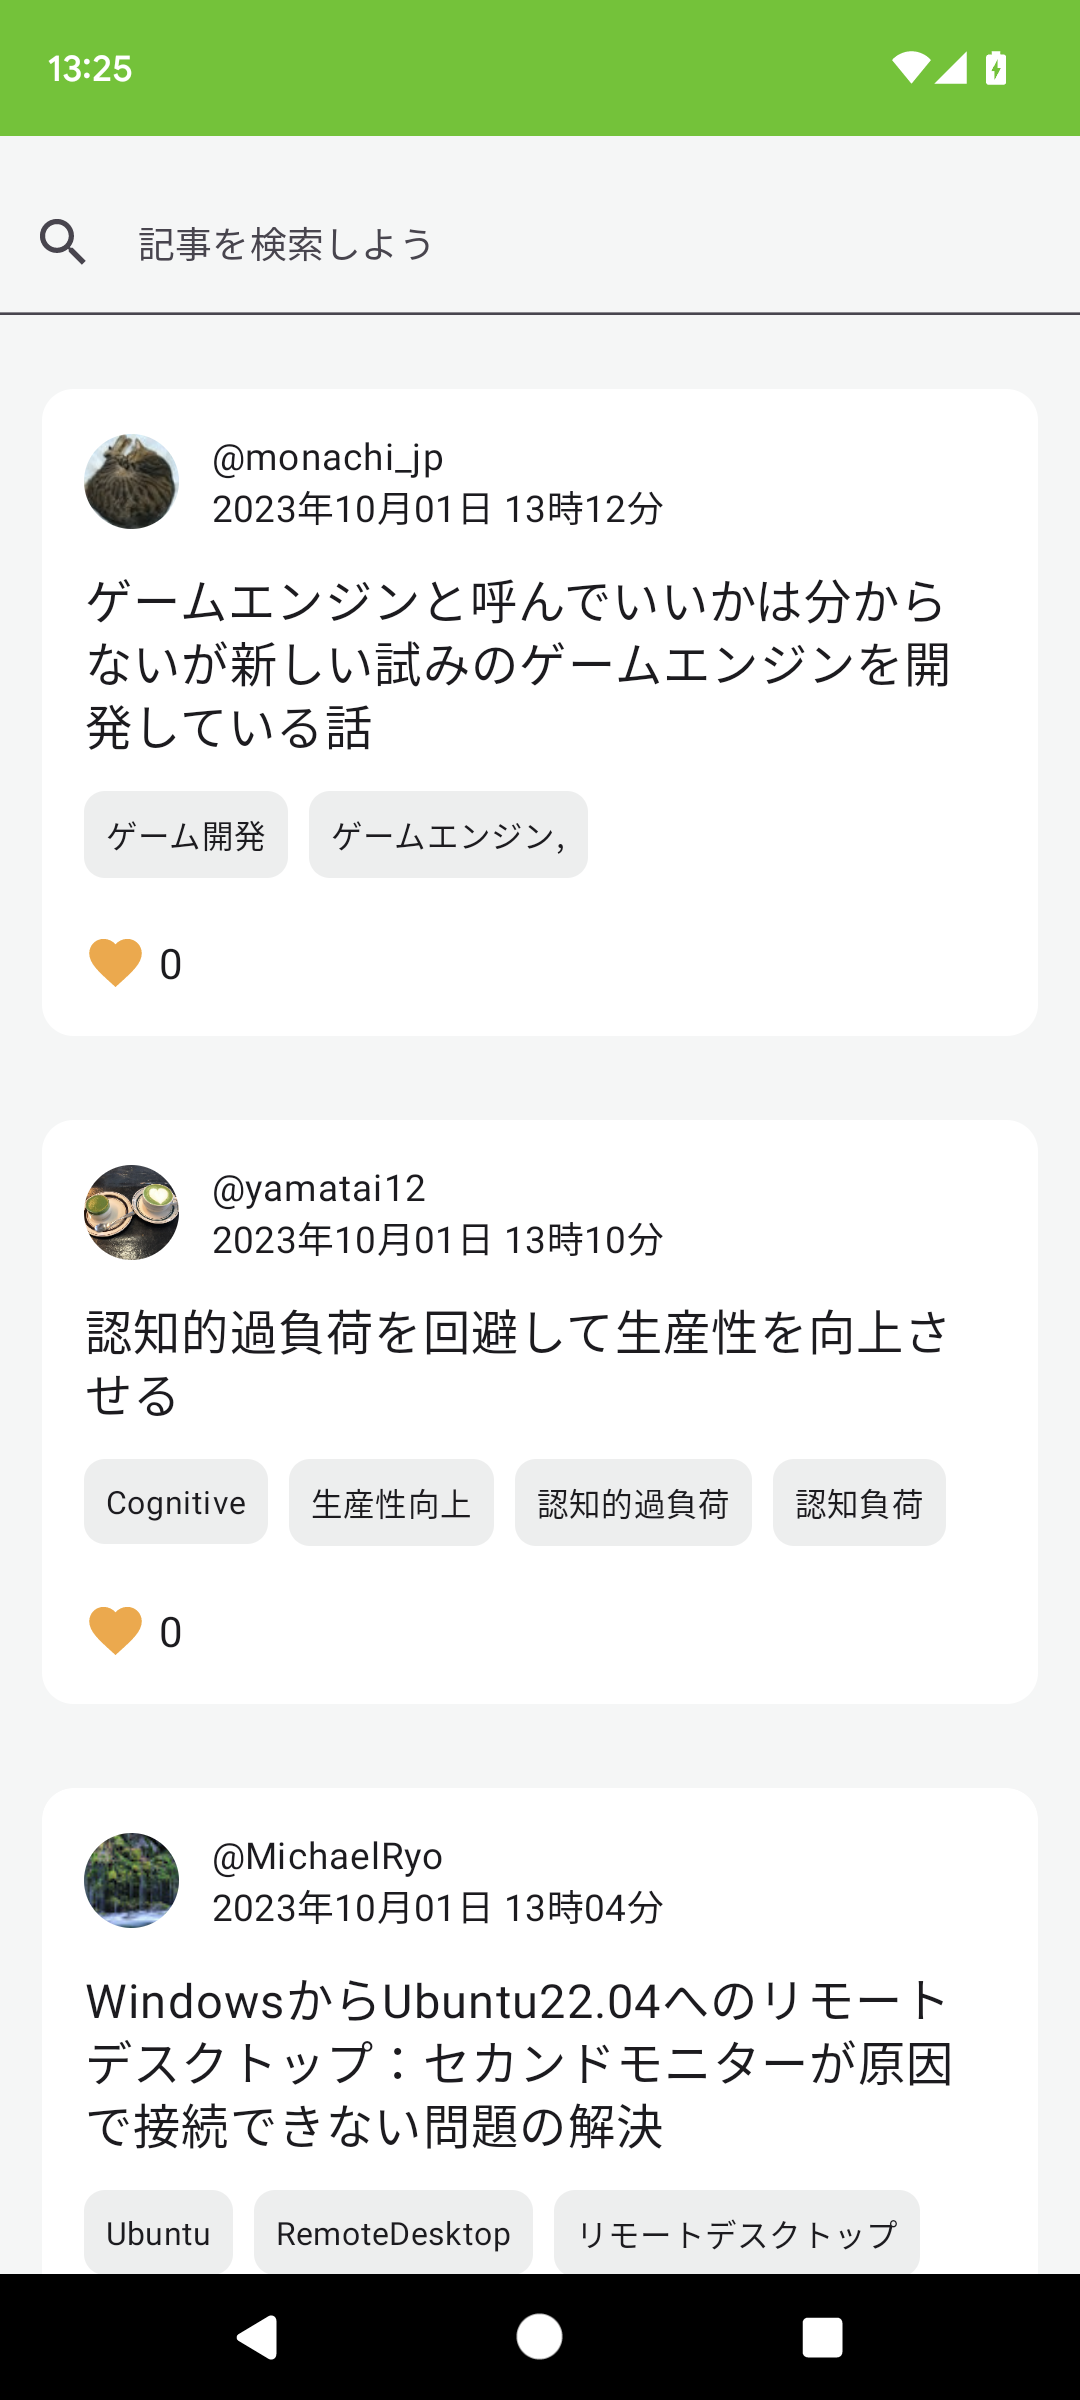 13:25
記事を検索しよう
@monachi_jp
2023年10月01日 13時12分
ゲームエンジンと呼んでいいかは分から
ないが新しい試みのゲームエンジンを開
発している話
ゲーム開発 ゲームエンジン,
0
@yamatai12
2023年10月01日 13時10分
認知的過負荷を回避して生産性を向上さ
せる
Cognitive 生産性向上 認知的過負荷 認知負荷
0
@MichaelRyo
2023年10月01日 13時04分
WindowsからUbuntu22.04へのリモート
デスクトップ：セカンドモニターが原因
で接続できない問題の解決
Ubuntu RemoteDesktop リモートデスクトップ